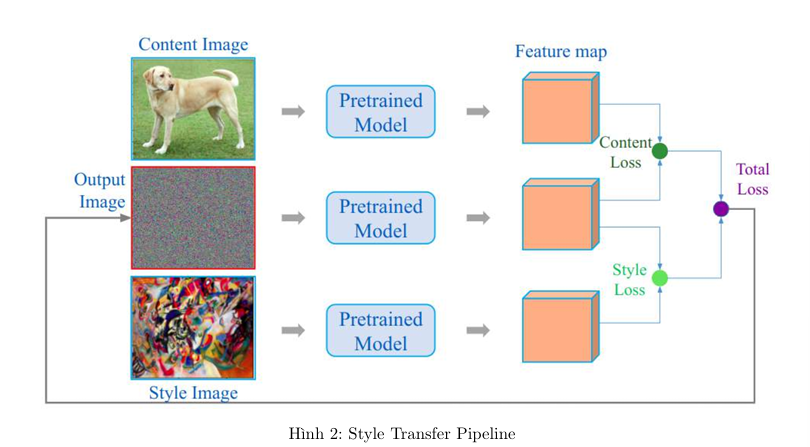 Content Image
Feature map
Pretrained
Model
Content
Loss
Output
Image
Total
Loss
Pretrained
Model
Style
Loss
Pretrained
Model
Style Image
Hình 2: Style Transfer Pipeline